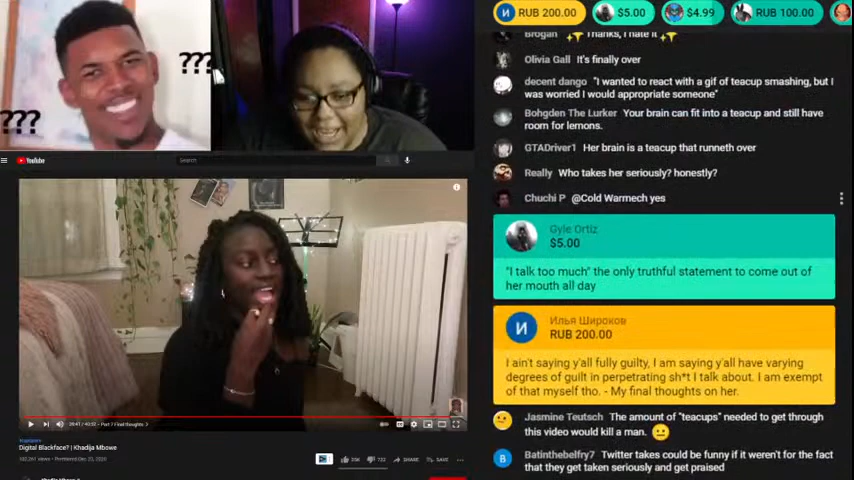 ???
???
RUB 200.00
$5.00
$4.99
RUB 100.00
Brogan ✨Thanks, I hate it✨
Olivia Gall It's finally over
decent dango "I wanted to react with a gif of teacup smashing, but I
was worried I would appropriate someone"
Bohgden The Lurker Your brain can fit into a teacup and still have
room for lemons.
GTADriver1 Her brain is a teacup that runneth over
Really Who takes her seriously? honestly?
Chuchi P @Cold Warmech yes
Gyle Ortiz
$5.00
"I talk too much" the only truthful statement to come out of
her mouth all day
Илья Широков
RUB 200.00
I ain't saying y'all fully guilty, I am saying y'all have varying
degrees of guilt in perpetrating sh*t I talk about. I am exempt
of that myself tho. - My final thoughts on her.
Jasmine Teutsch The amount of "teacups" needed to get through
this video would kill a man. 😐
Batinthebelfry7 Twitter takes could be funny if it weren't for the fact
that they get taken seriously and get praised
YouTube
Search
Part 7 Final thoughts
Digital Blackface? | Khadija Mbowe
SHARE
SAVE